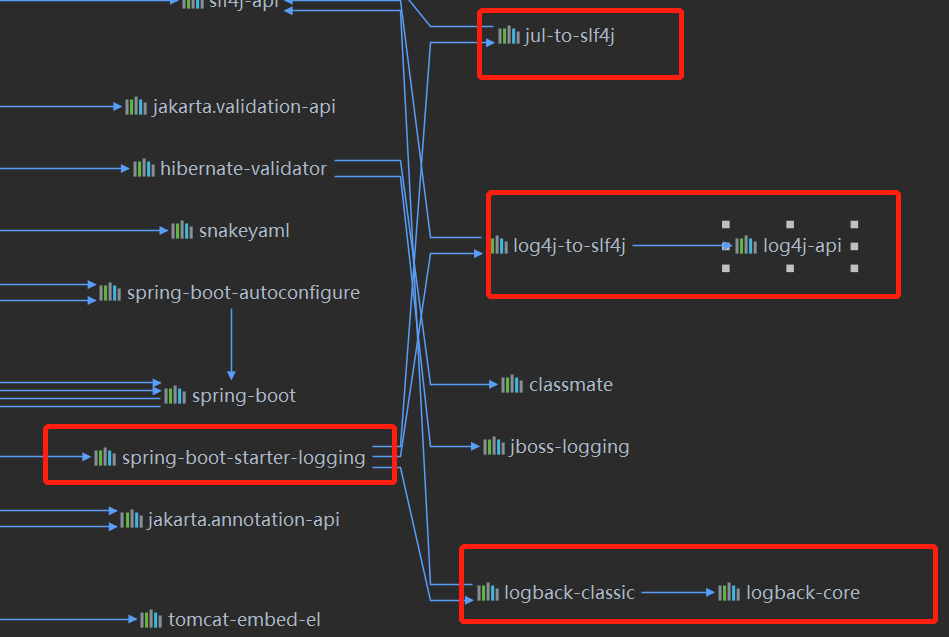 slf4j-api
jul-to-slf4j
jakarta.validation-api
hibernate-validator
snakeyaml
log4j-to-slf4j
log4j-api
spring-boot-autoconfigure
classmate
spring-boot
jboss-logging
spring-boot-starter-logging
jakarta.annotation-api
logback-classic
logback-core
tomcat-embed-el